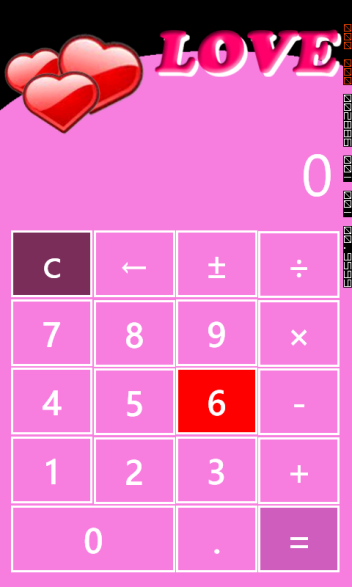 LOVE
0
C ← ± ÷
7 8 9 ×
4 5 6 -
1 2 3 +
0 . =